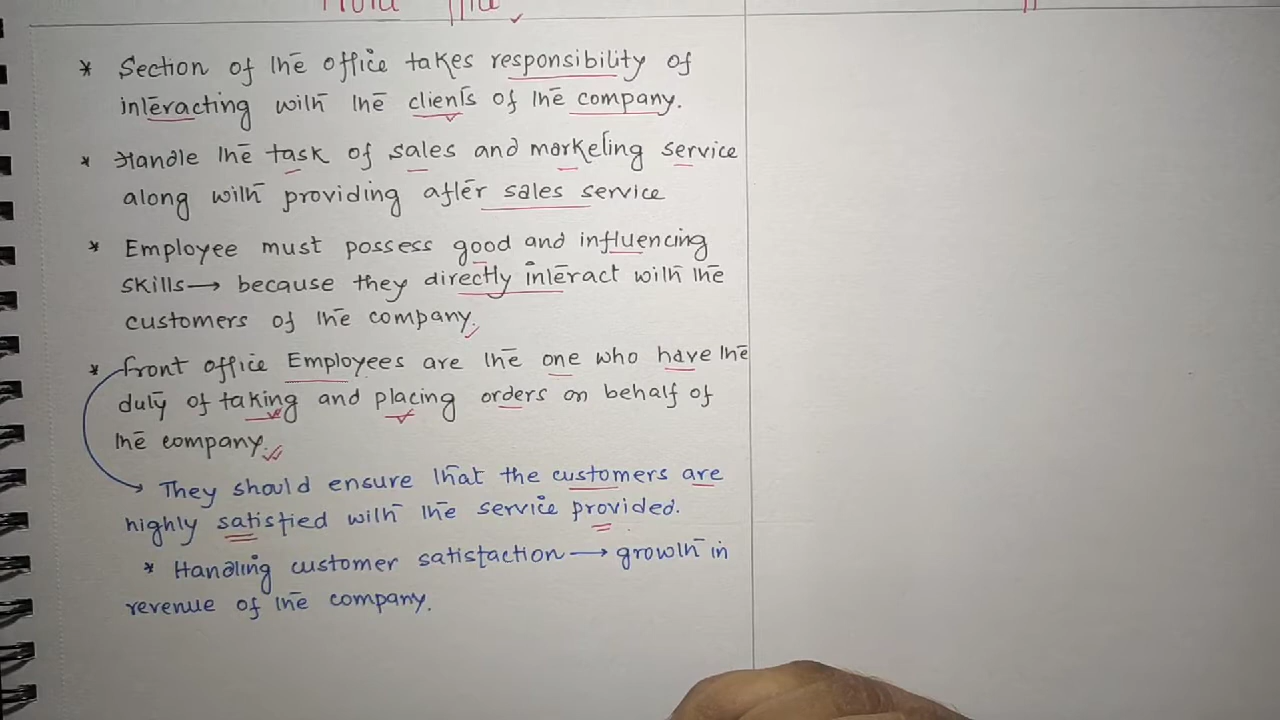 * Section of the office takes responsibility of
interacting with the clients of the company.
* Handle the task of sales and marketing service
along with providing after sales service
* Employee must possess good and influencing
skills → because they directly interact with the
customers of the company.
* Front office Employees are the one who have the
duty of taking and placing orders on behalf of
the company.
→ They should ensure that the customers are
highly satisfied with the service provided.
* Handling customer satisfaction → growth in
revenue of the company.